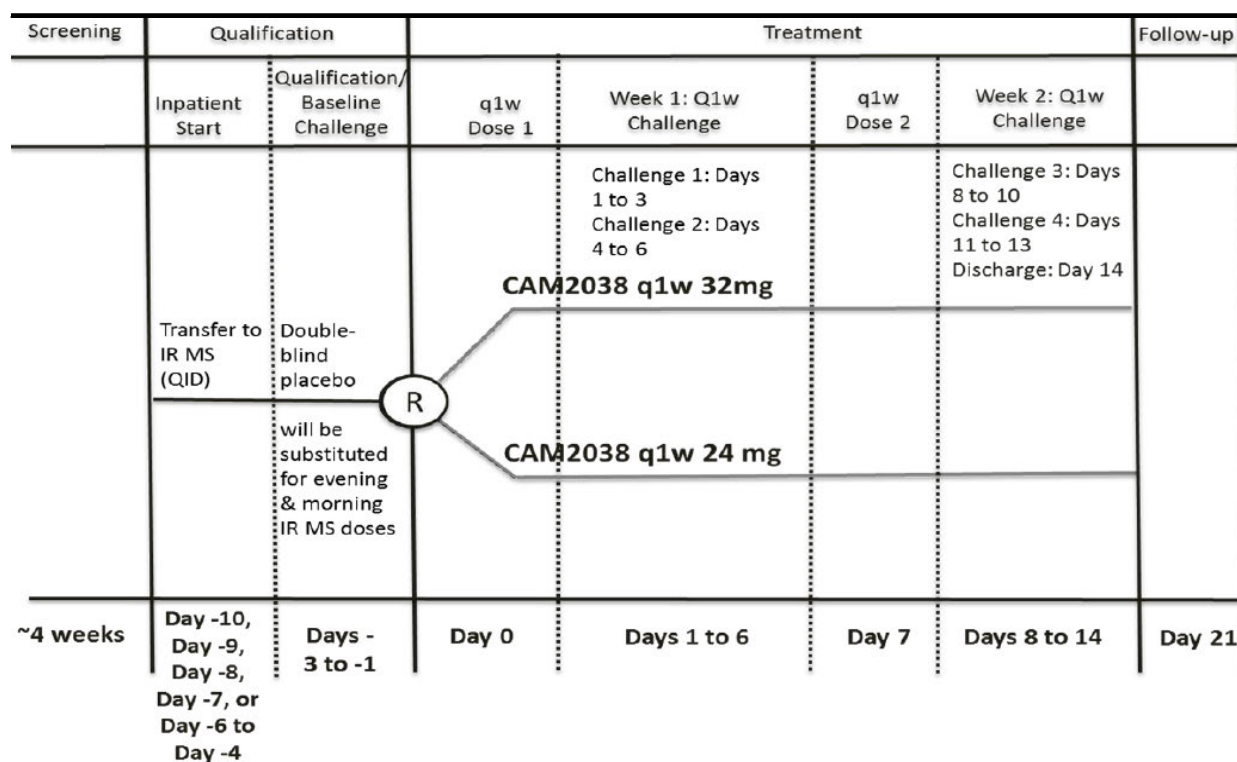 Screening
Qualification
Treatment
Follow-up
Inpatient
Start
Qualification/
Baseline
Challenge
q1w
Dose 1
Week 1: Q1w
Challenge
q1w
Dose 2
Week 2: Q1w
Challenge
Challenge 1: Days
1 to 3
Challenge 2: Days
4 to 6
Challenge 3: Days
8 to 10
Challenge 4: Days
11 to 13
Discharge: Day 14
CAM2038 q1w 32mg
Transfer to
IR MS
(QID)
Double-
blind
placebo
R
will be
substituted
for evening
& morning
IR MS doses
CAM2038 q1w 24 mg
~4 weeks
Day -10,
Day -9,
Day -8,
Day -7, or
Day -6 to
Day -4
Days -
3 to -1
Day 0
Days 1 to 6
Day 7
Days 8 to 14
Day 21